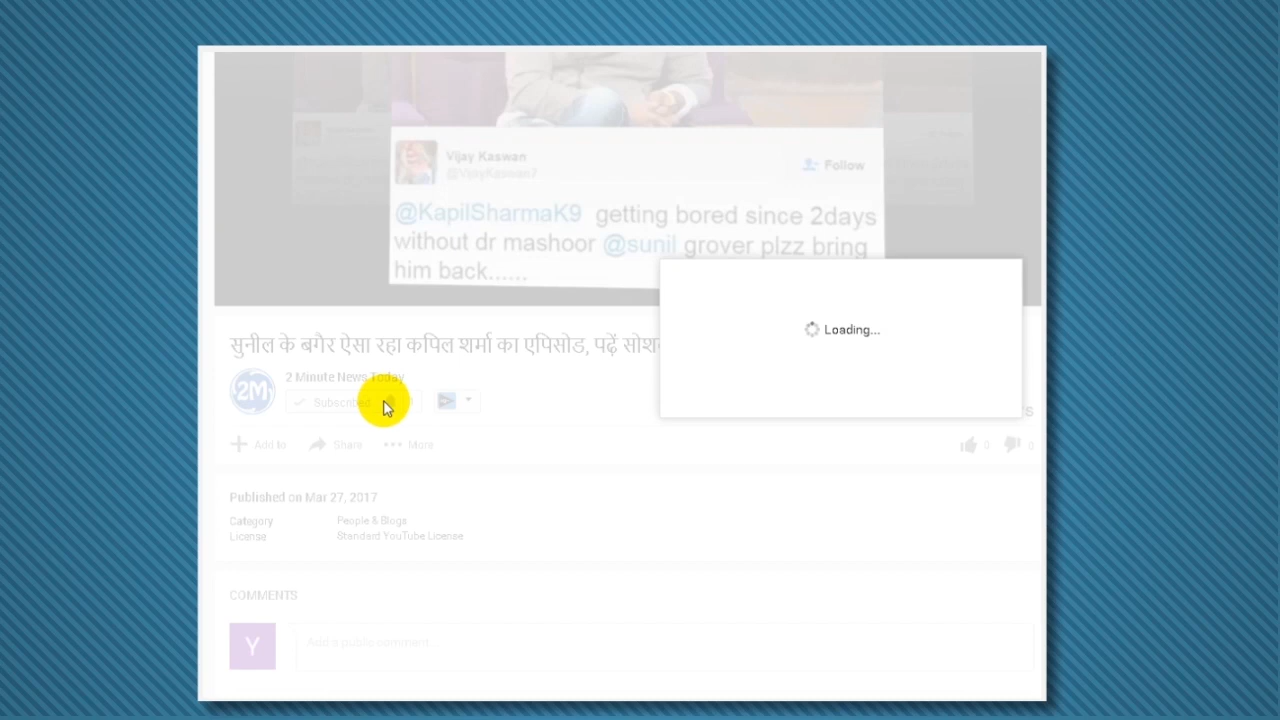 Vijay Kaswan
@VijayKaswan7
Follow
@KapilSharmaK9 getting bored since 2days
without dr mashoor @sunil grover plzz bring
him back......
Loading...
सुनील के बगैर ऐसा रहा कपिल शर्मा का एपिसोड, पढ़ें
2M
2 Minute News Today
Subscribed
Add to
Share
More
0
0
Published on Mar 27, 2017
Category People & Blogs
License Standard YouTube License
COMMENTS
Y
Add a public comment...